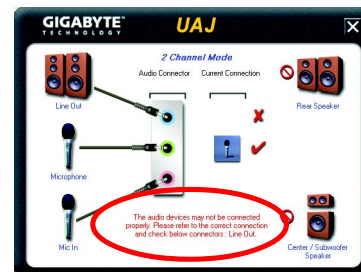 GIGABYTE™
TECHNOLOGY
UAJ
X
2 Channel Mode
Audio Connector
Current Connection
Line Out
Rear Speaker
Microphone
The audio devices may not be connected
properly. Please refer to the correct connection
and check below connectors : Line Out.
Mic In
Center / Subwoofer
Speaker